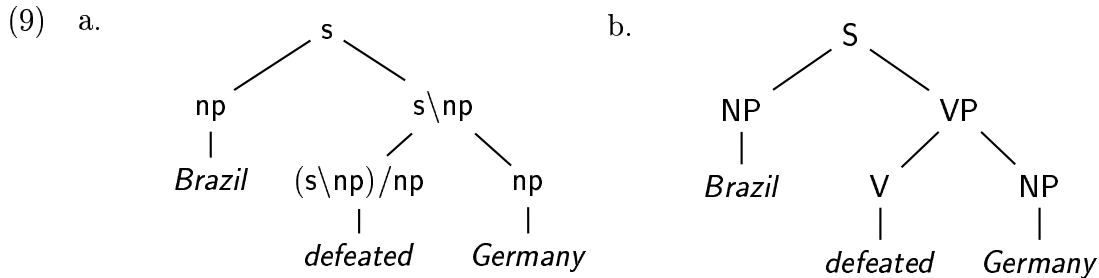 (9) a. s b. S
np s\np NP VP
Brazil (s\np)/np np Brazil V NP
defeated Germany defeated Germany